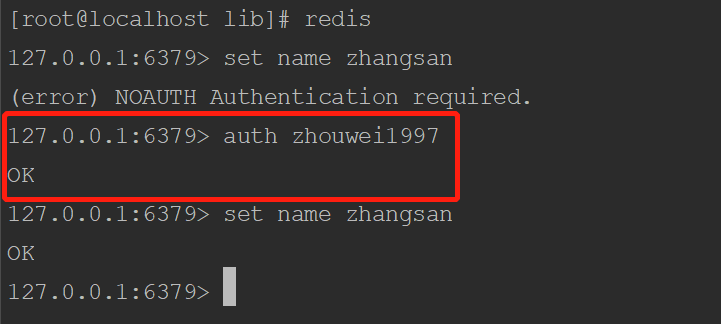 [root@localhost lib]# redis
127.0.0.1:6379> set name zhangsan
(error) NOAUTH Authentication required.
127.0.0.1:6379> auth zhouwei1997
OK
127.0.0.1:6379> set name zhangsan
OK
127.0.0.1:6379>